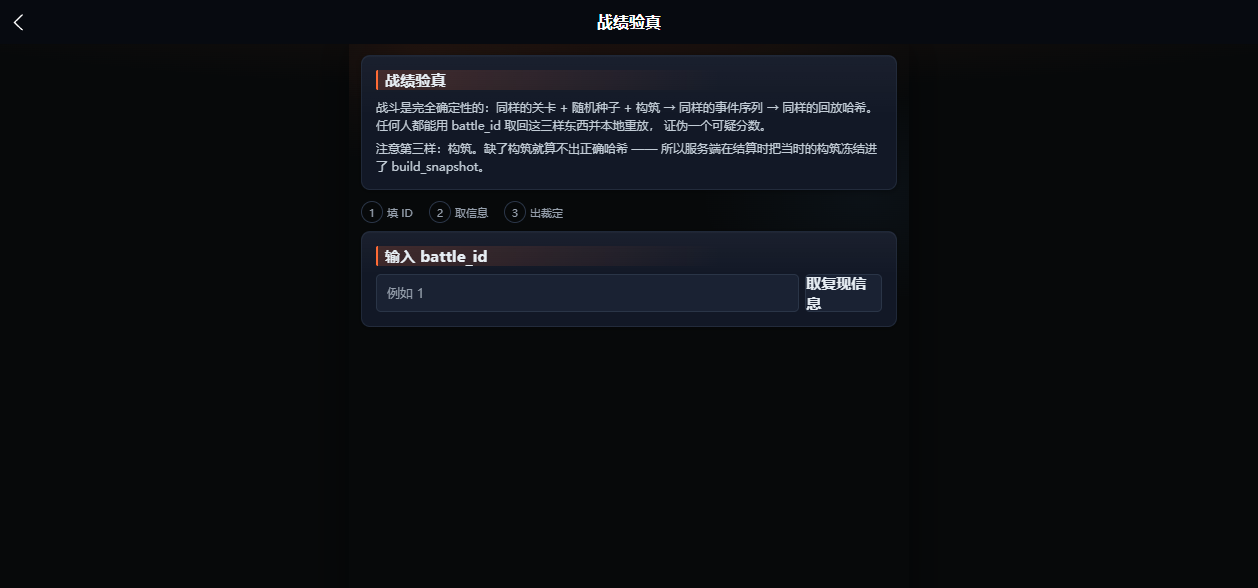 战绩验真
战绩验真
战斗是完全确定性的：同样的关卡 + 随机种子 + 构筑 → 同样的事件序列 → 同样的回放哈希。
任何人都能用 battle_id 取回这三样东西并本地重放， 证伪一个可疑分数。
注意第三样：构筑。缺了构筑就算不出正确哈希 —— 所以服务端在结算时把当时的构筑冻结进
了 build_snapshot。
1 填 ID 2 取信息 3 出裁定
输入 battle_id
例如 1
取复现信
息